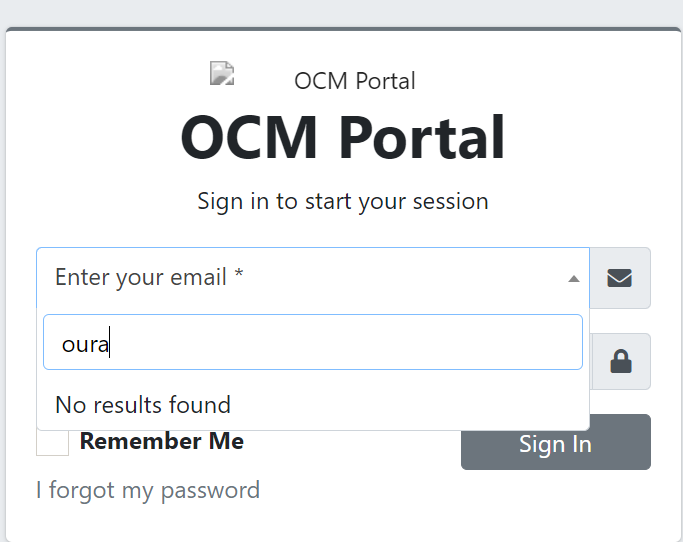 OCM Portal
OCM Portal
Sign in to start your session
Enter your email *
oura
No results found
Remember Me
Sign In
I forgot my password